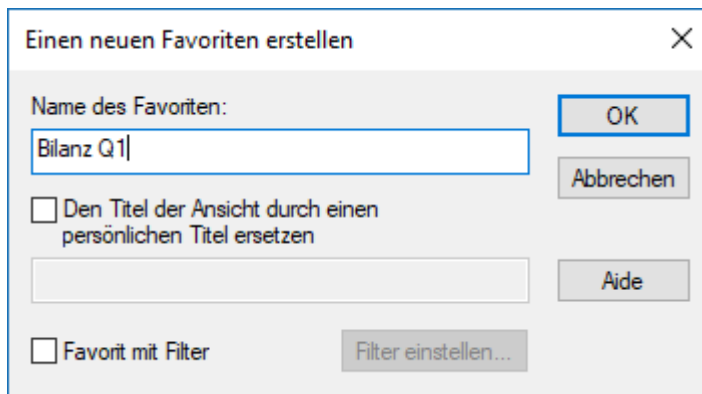 Einen neuen Favoriten erstellen
Name des Favoriten:
OK
Bilanz Q1
Abbrechen
Den Titel der Ansicht durch einen
persönlichen Titel ersetzen
Aide
Favorit mit Filter
Filter einstellen...